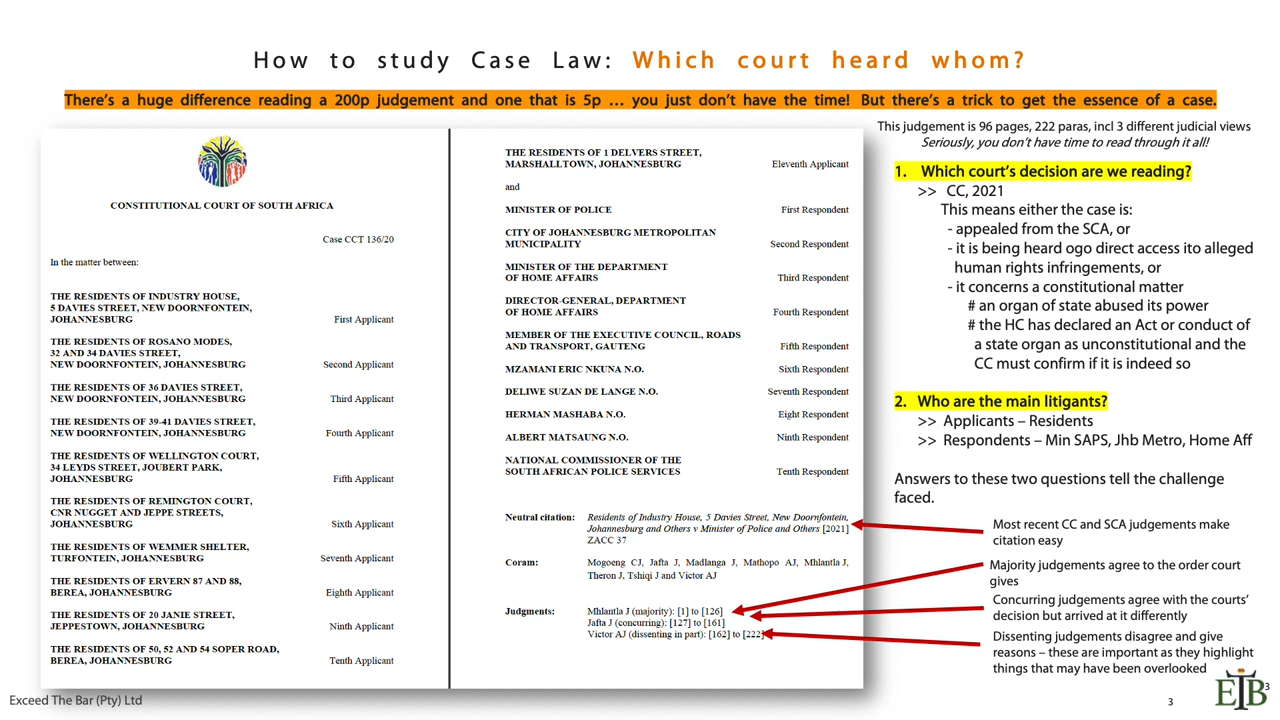 How to study Case Law: Which court heard whom?
There's a huge difference reading a 200p judgement and one that is 5p ... you just don't have the time! But there's a trick to get the essence of a case.
CONSTITUTIONAL COURT OF SOUTH AFRICA
Case CCT 136/20
In the matter between:
THE RESIDENTS OF INDUSTRY HOUSE,
5 DAVIES STREET, NEW DOORNFONTEIN,
JOHANNESBURG First Applicant
THE RESIDENTS OF ROSANO MODES,
32 AND 34 DAVIES STREET,
NEW DOORNFONTEIN, JOHANNESBURG Second Applicant
THE RESIDENTS OF 36 DAVIES STREET,
NEW DOORNFONTEIN, JOHANNESBURG Third Applicant
THE RESIDENTS OF 39-41 DAVIES STREET,
NEW DOORNFONTEIN, JOHANNESBURG Fourth Applicant
THE RESIDENTS OF WELLINGTON COURT,
34 LEYDS STREET, JOUBERT PARK,
JOHANNESBURG Fifth Applicant
THE RESIDENTS OF REMINGTON COURT,
CNR NUGGET AND JEPPE STREETS,
JOHANNESBURG Sixth Applicant
THE RESIDENTS OF WEMMER SHELTER,
TURFONTEIN, JOHANNESBURG Seventh Applicant
THE RESIDENTS OF ERVERN 87 AND 88,
BEREA, JOHANNESBURG Eighth Applicant
THE RESIDENTS OF 20 JANIE STREET,
JEPPESTOWN, JOHANNESBURG Ninth Applicant
THE RESIDENTS OF 50, 52 AND 54 SOPER ROAD,
BEREA, JOHANNESBURG Tenth Applicant
THE RESIDENTS OF 1 DELVERS STREET,
MARSHALLTOWN, JOHANNESBURG Eleventh Applicant
and
MINISTER OF POLICE First Respondent
CITY OF JOHANNESBURG METROPOLITAN
MUNICIPALITY Second Respondent
MINISTER OF THE DEPARTMENT
OF HOME AFFAIRS Third Respondent
DIRECTOR-GENERAL, DEPARTMENT
OF HOME AFFAIRS Fourth Respondent
MEMBER OF THE EXECUTIVE COUNCIL, ROADS
AND TRANSPORT, GAUTENG Fifth Respondent
MZAMANI ERIC NKUNA N.O. Sixth Respondent
DELIWE SUZAN DE LANGE N.O. Seventh Respondent
HERMAN MASHABA N.O. Eight Respondent
ALBERT MATSAUNG N.O. Ninth Respondent
NATIONAL COMMISSIONER OF THE
SOUTH AFRICAN POLICE SERVICES Tenth Respondent
Neutral citation: Residents of Industry House, 5 Davies Street, New Doornfontein,
Johannesburg and Others v Minister of Police and Others [2021]
ZACC 37
Coram: Mogoeng CJ, Jafta J, Madlanga J, Mathopo AJ, Mhlantla J,
Theron J, Tshiqi J and Victor AJ
Judgments: Mhlantla J (majority): [1] to [126]
Jafta J (concurring): [127] to [161]
Victor AJ (dissenting in part): [162] to [222]
This judgement is 96 pages, 222 paras, incl 3 different judicial views
Seriously, you don't have time to read through it all!
1. Which court's decision are we reading?
>> CC, 2021
This means either the case is:
- appealed from the SCA, or
- it is being heard ogo direct access ito alleged
human rights infringements, or
- it concerns a constitutional matter
# an organ of state abused its power
# the HC has declared an Act or conduct of
a state organ as unconstitutional and the
CC must confirm if it is indeed so
2. Who are the main litigants?
>> Applicants – Residents
>> Respondents – Min SAPS, Jhb Metro, Home Aff
Answers to these two questions tell the challenge
faced.
Most recent CC and SCA judgements make
citation easy
Majority judgements agree to the order court
gives
Concurring judgements agree with the courts'
decision but arrived at it differently
Dissenting judgements disagree and give
reasons – these are important as they highlight
things that may have been overlooked
Exceed The Bar (Pty) Ltd
3
ETB
3